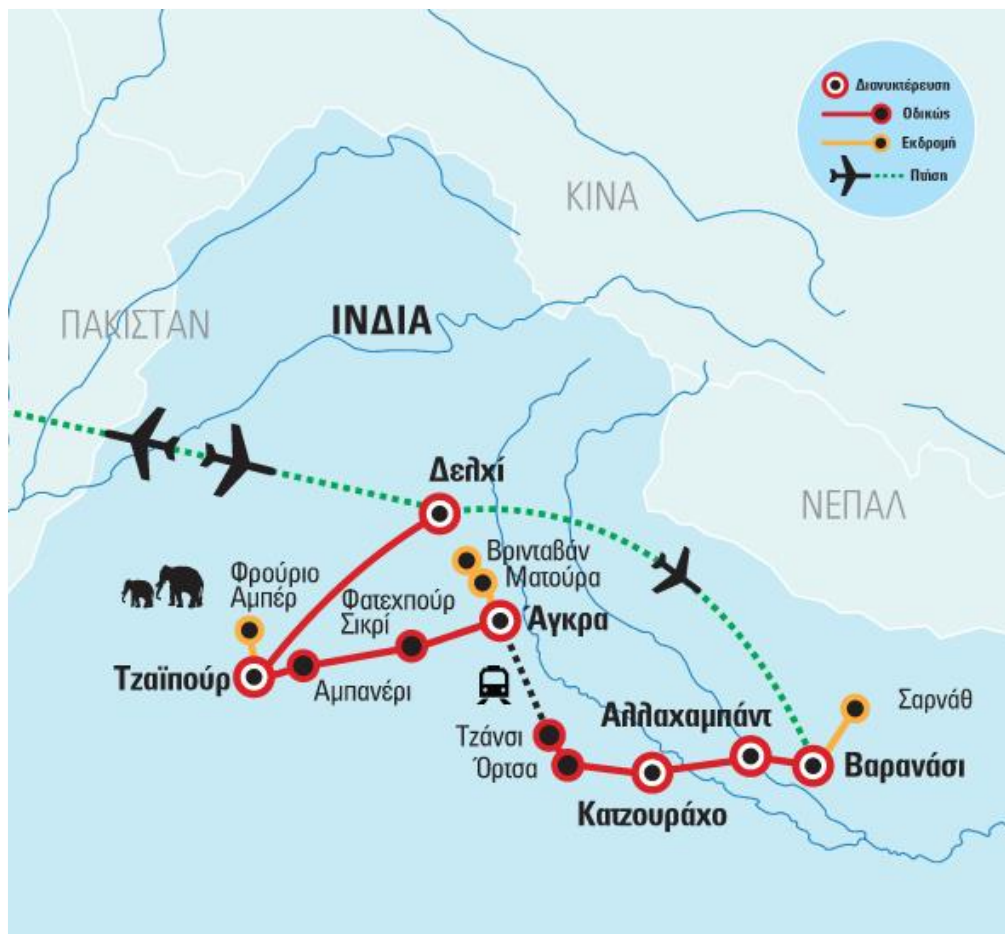 Διανυκτέρευση
Οδικώς
Εκδρομή
Πτήση
ΚΙΝΑ
ΠΑΚΙΣΤΑΝ
ΙΝΔΙΑ
ΝΕΠΑΛ
Δελχί
Βρινταβάν
Ματούρα
Φρούριο
Αμπέρ
Φατεχπούρ
Σικρί
Άγκρα
Τζαϊπούρ
Αμπανέρι
Σαρνάθ
Αλλαχαμπάντ
Τζάνσι
Όρτσα
Βαρανάσι
Κατζουράχο